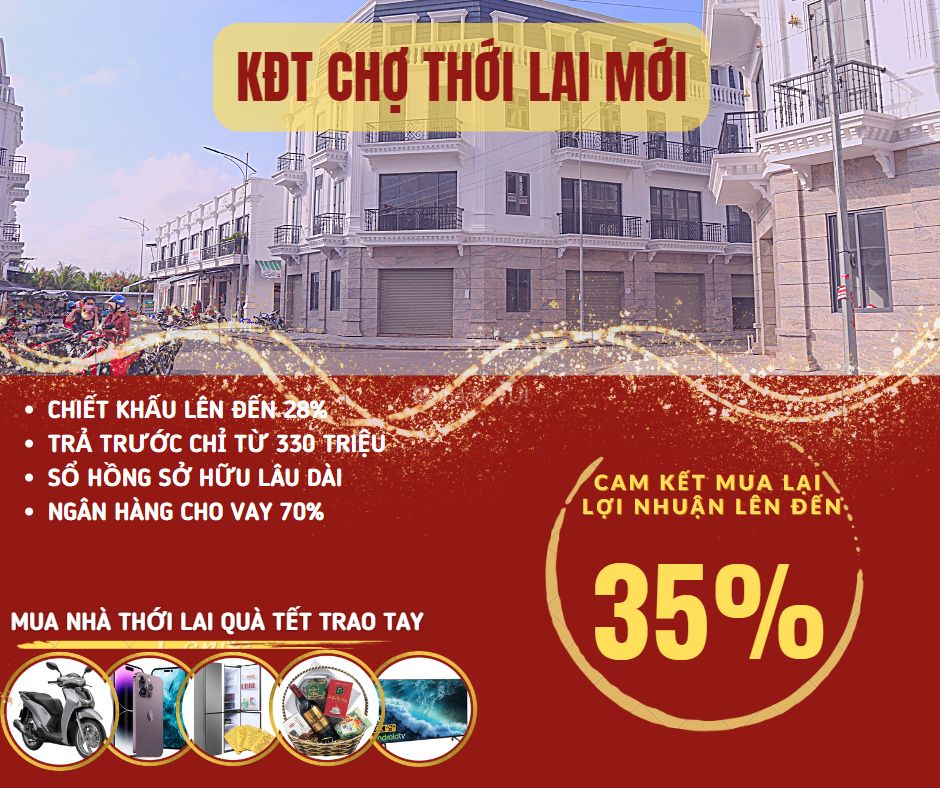 KĐT CHỢ THỚI LAI MỚI
• CHIẾT KHẤU LÊN ĐẾN 28%
• TRẢ TRƯỚC CHỈ TỪ 330 TRIỆU
• SỔ HỒNG SỞ HỮU LÂU DÀI
• NGÂN HÀNG CHO VAY 70%
CAM KẾT MUA LẠI
LỢI NHUẬN LÊN ĐẾN
35%
MUA NHÀ THỚI LAI QUÀ TẾT TRAO TAY
androidtv